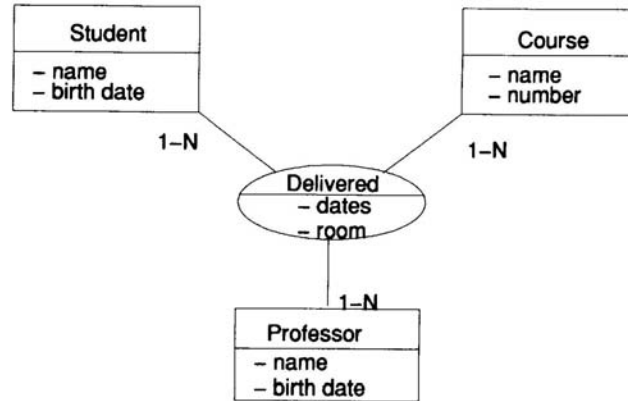 Student
– name
– birth date
Course
– name
– number
1–N
1–N
Delivered
– dates
– room
1–N
Professor
– name
– birth date